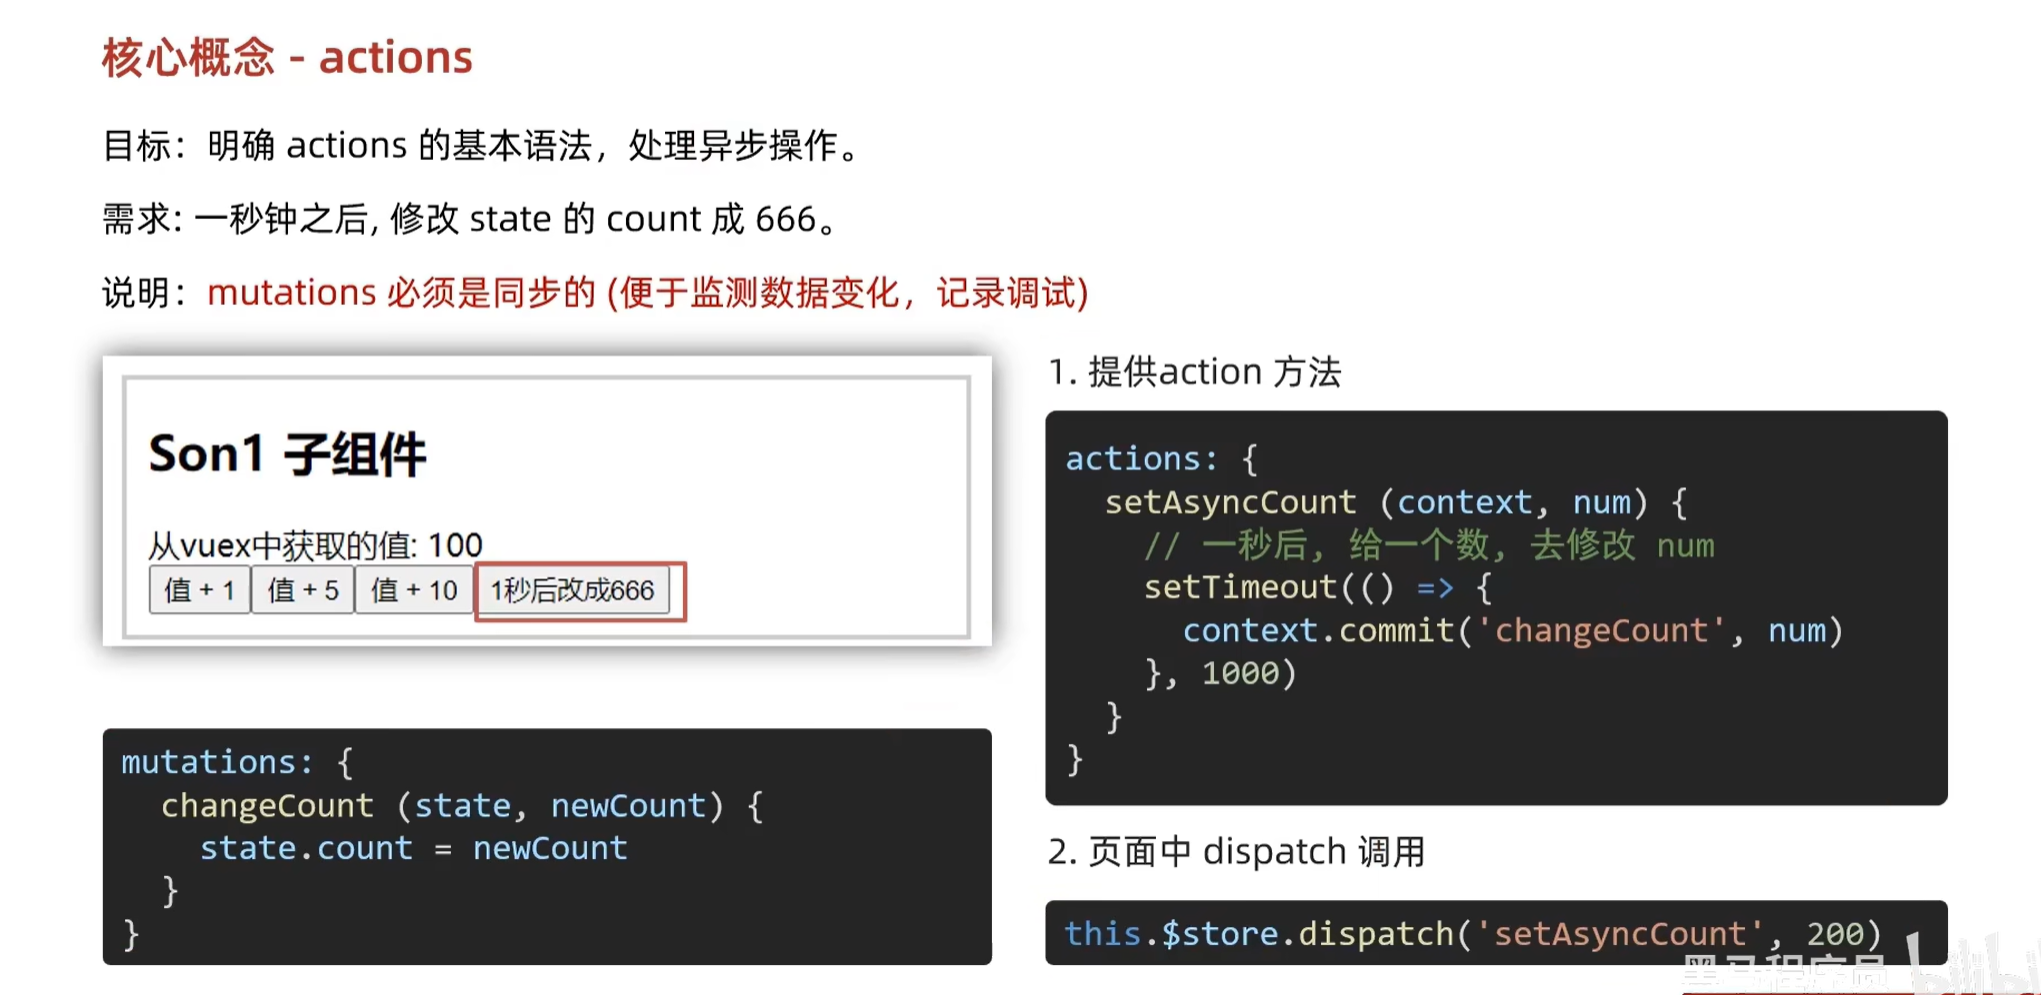 核心概念 - actions
目标：明确 actions 的基本语法，处理异步操作。
需求: 一秒钟之后, 修改 state 的 count 成 666。
说明：mutations 必须是同步的 (便于监测数据变化，记录调试)
Son1 子组件
从vuex中获取的值: 100
值 + 1 值 + 5 值 + 10 1秒后改成666
mutations: {
  changeCount (state, newCount) {
    state.count = newCount
  }
}
1. 提供action 方法
actions: {
  setAsyncCount (context, num) {
    // 一秒后, 给一个数, 去修改 num
    setTimeout(() => {
      context.commit('changeCount', num)
    }, 1000)
  }
}
2. 页面中 dispatch 调用
this.$store.dispatch('setAsyncCount', 200)
黑马程序员 bilibili